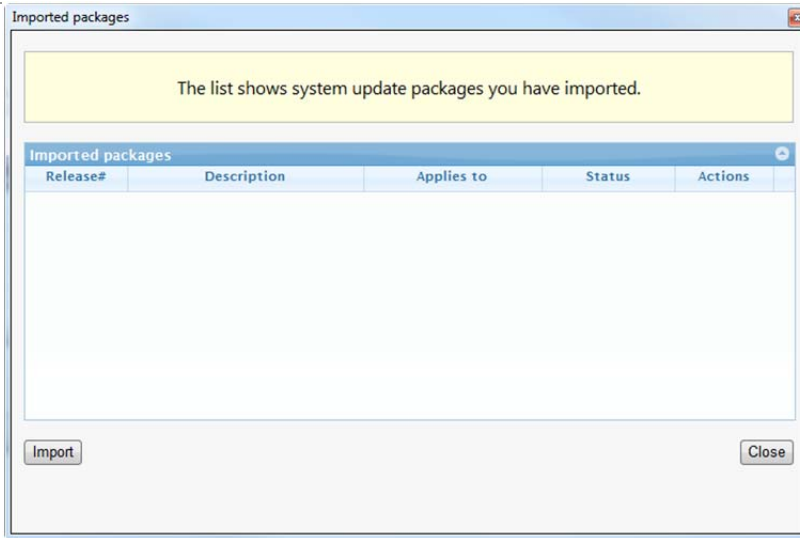 Imported packages
The list shows system update packages you have imported.
Imported packages
Release# Description Applies to Status Actions
Import Close